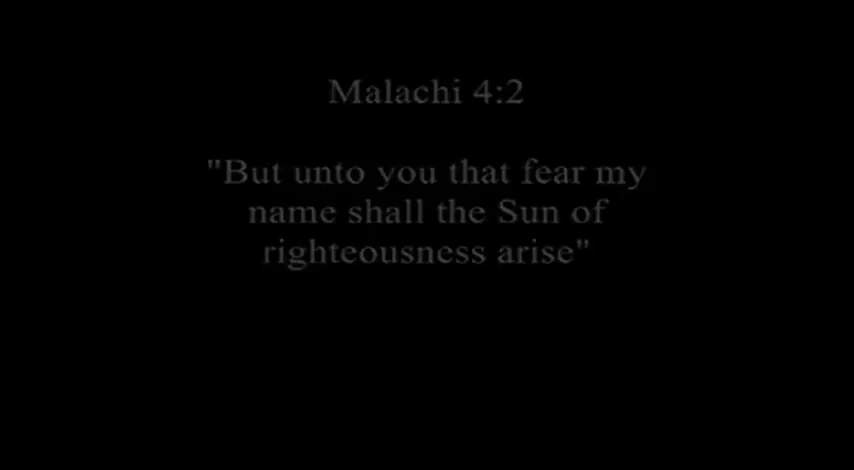 Malachi 4:2
"But unto you that fear my
name shall the Sun of
righteousness arise"